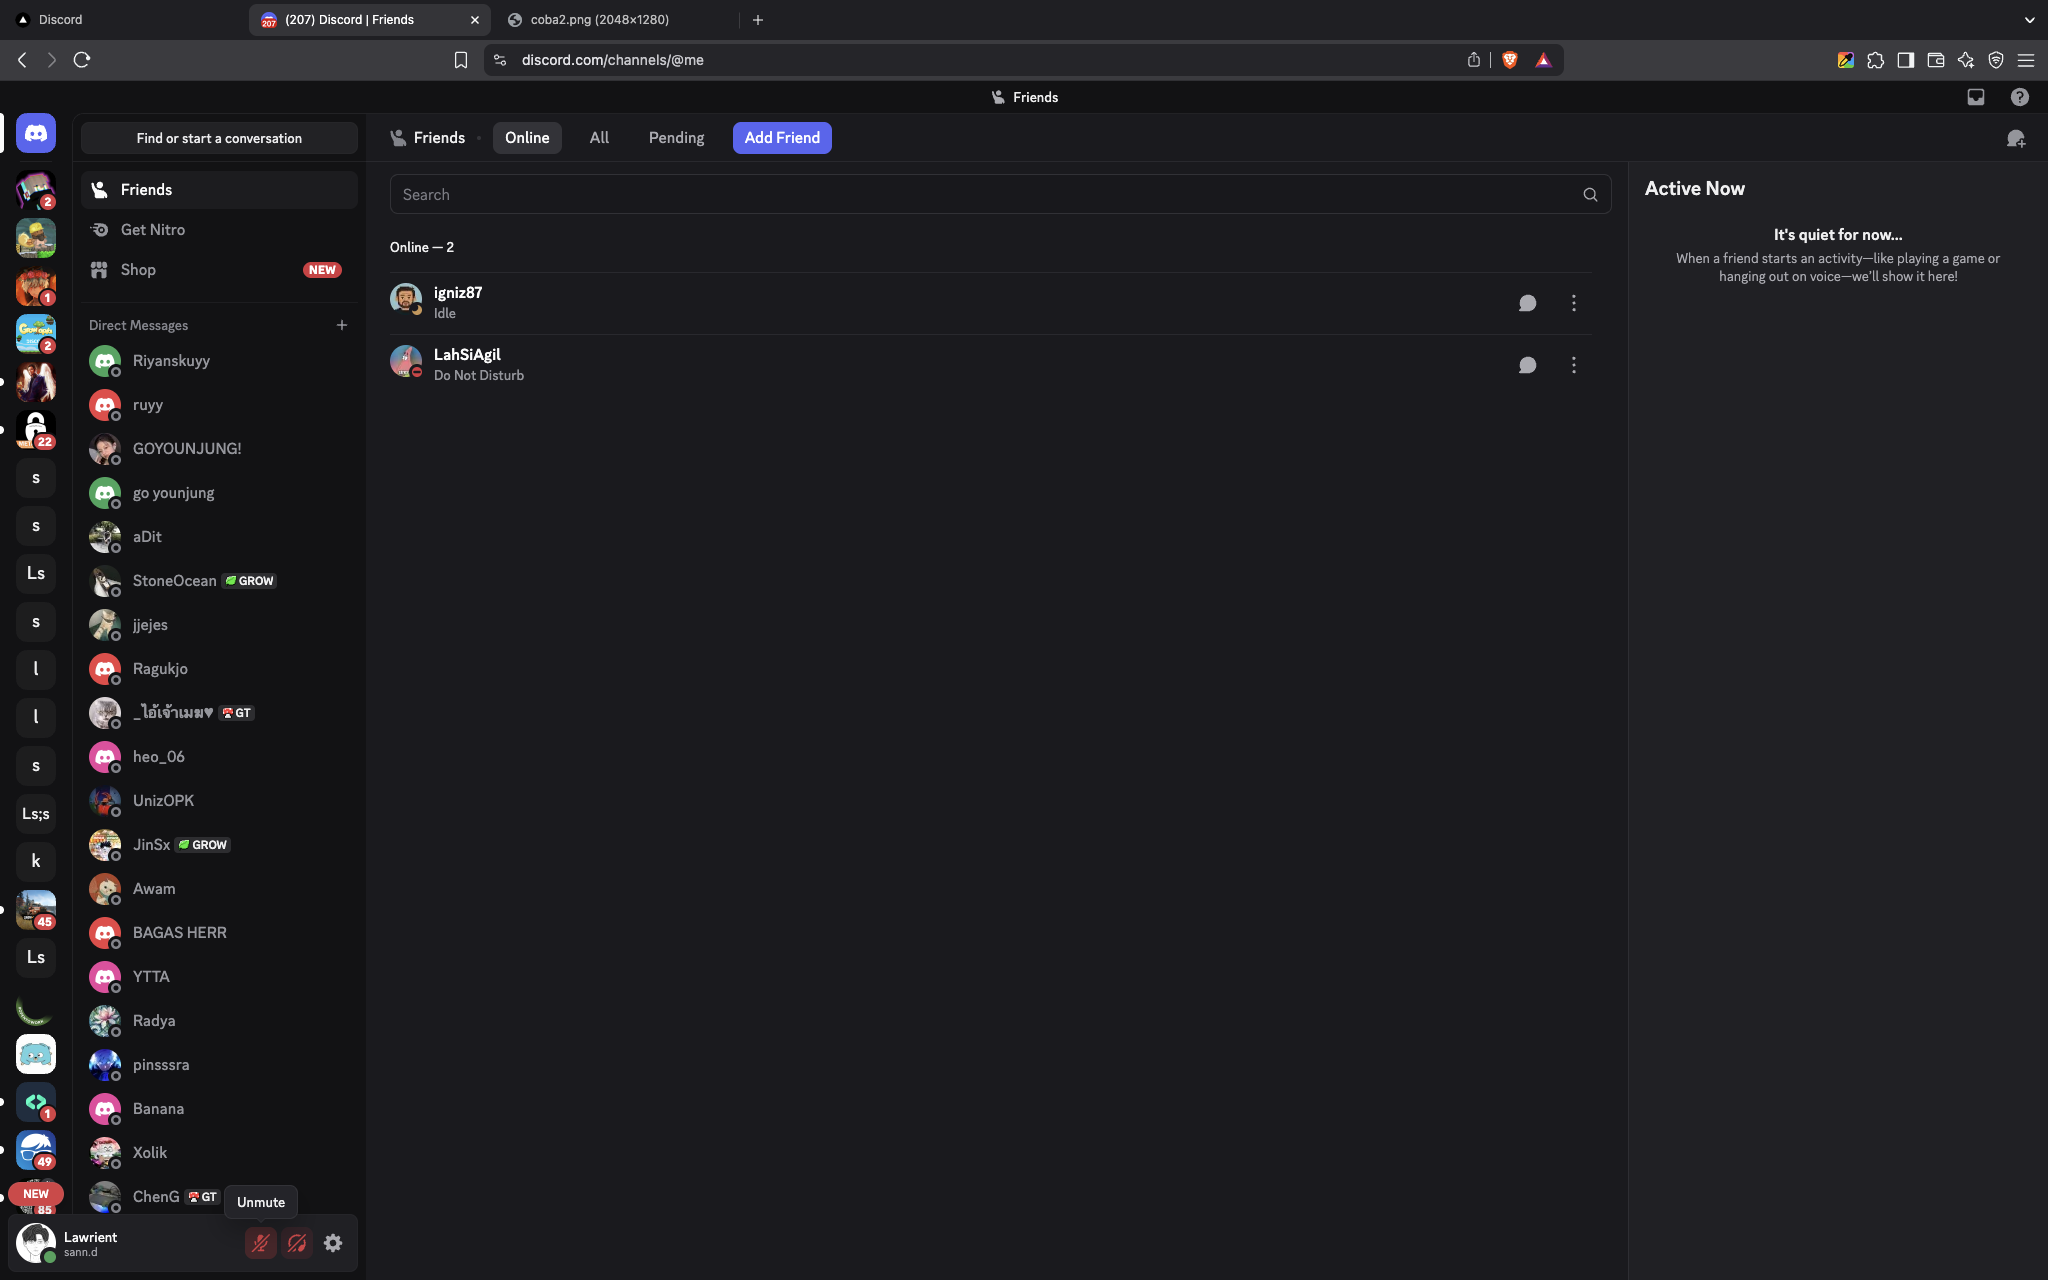 Discord
(207) Discord | Friends
coba2.png (2048×1280)
discord.com/channels/@me
Friends
Find or start a conversation
Friends
Online
All
Pending
Add Friend
Friends
Get Nitro
Shop
NEW
Direct Messages
Riyanskuyy
ruyy
GOYOUNJUNG!
go younjung
aDit
StoneOcean GROW
jjejes
Ragukjo
_ไอ้เจ้าเมฆ♥ GT
heo_06
UnizOPK
JinSx GROW
Awam
BAGAS HERR
YTTA
Radya
pinsssra
Banana
Xolik
ChenG GT
Unmute
Lawrient
sann.d
207
2
1
2
22
s
s
Ls
s
l
l
s
Ls;s
k
45
Ls
1
49
NEW
85
Search
Online — 2
igniz87
Idle
LahSiAgil
Do Not Disturb
Active Now
It's quiet for now...
When a friend starts an activity—like playing a game or
hanging out on voice—we'll show it here!